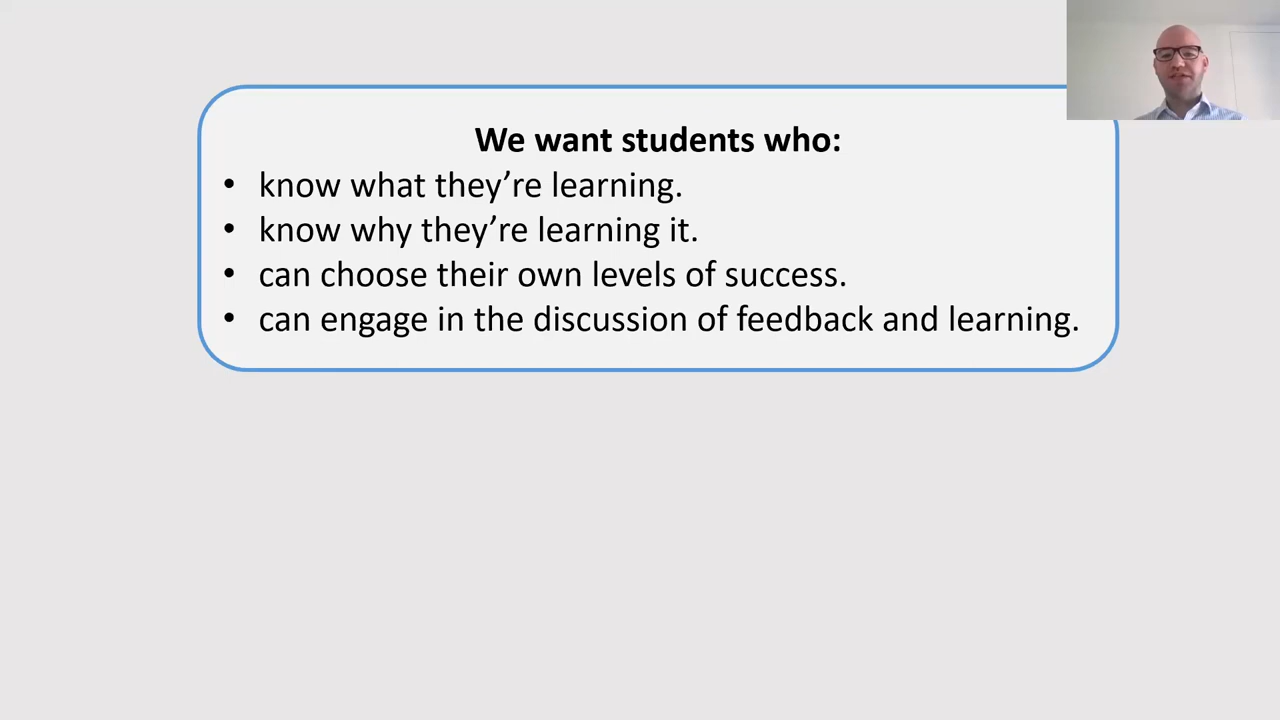 We want students who:
• know what they’re learning.
• know why they’re learning it.
• can choose their own levels of success.
• can engage in the discussion of feedback and learning.